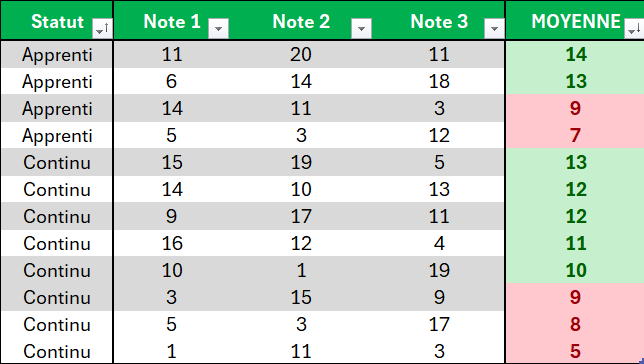 Statut Note 1 Note 2 Note 3 MOYENNE
Apprenti 11 20 11 14
Apprenti 6 14 18 13
Apprenti 14 11 3 9
Apprenti 5 3 12 7
Continu 15 19 5 13
Continu 14 10 13 12
Continu 9 17 11 12
Continu 16 12 4 11
Continu 10 1 19 10
Continu 3 15 9 9
Continu 5 3 17 8
Continu 1 11 3 5